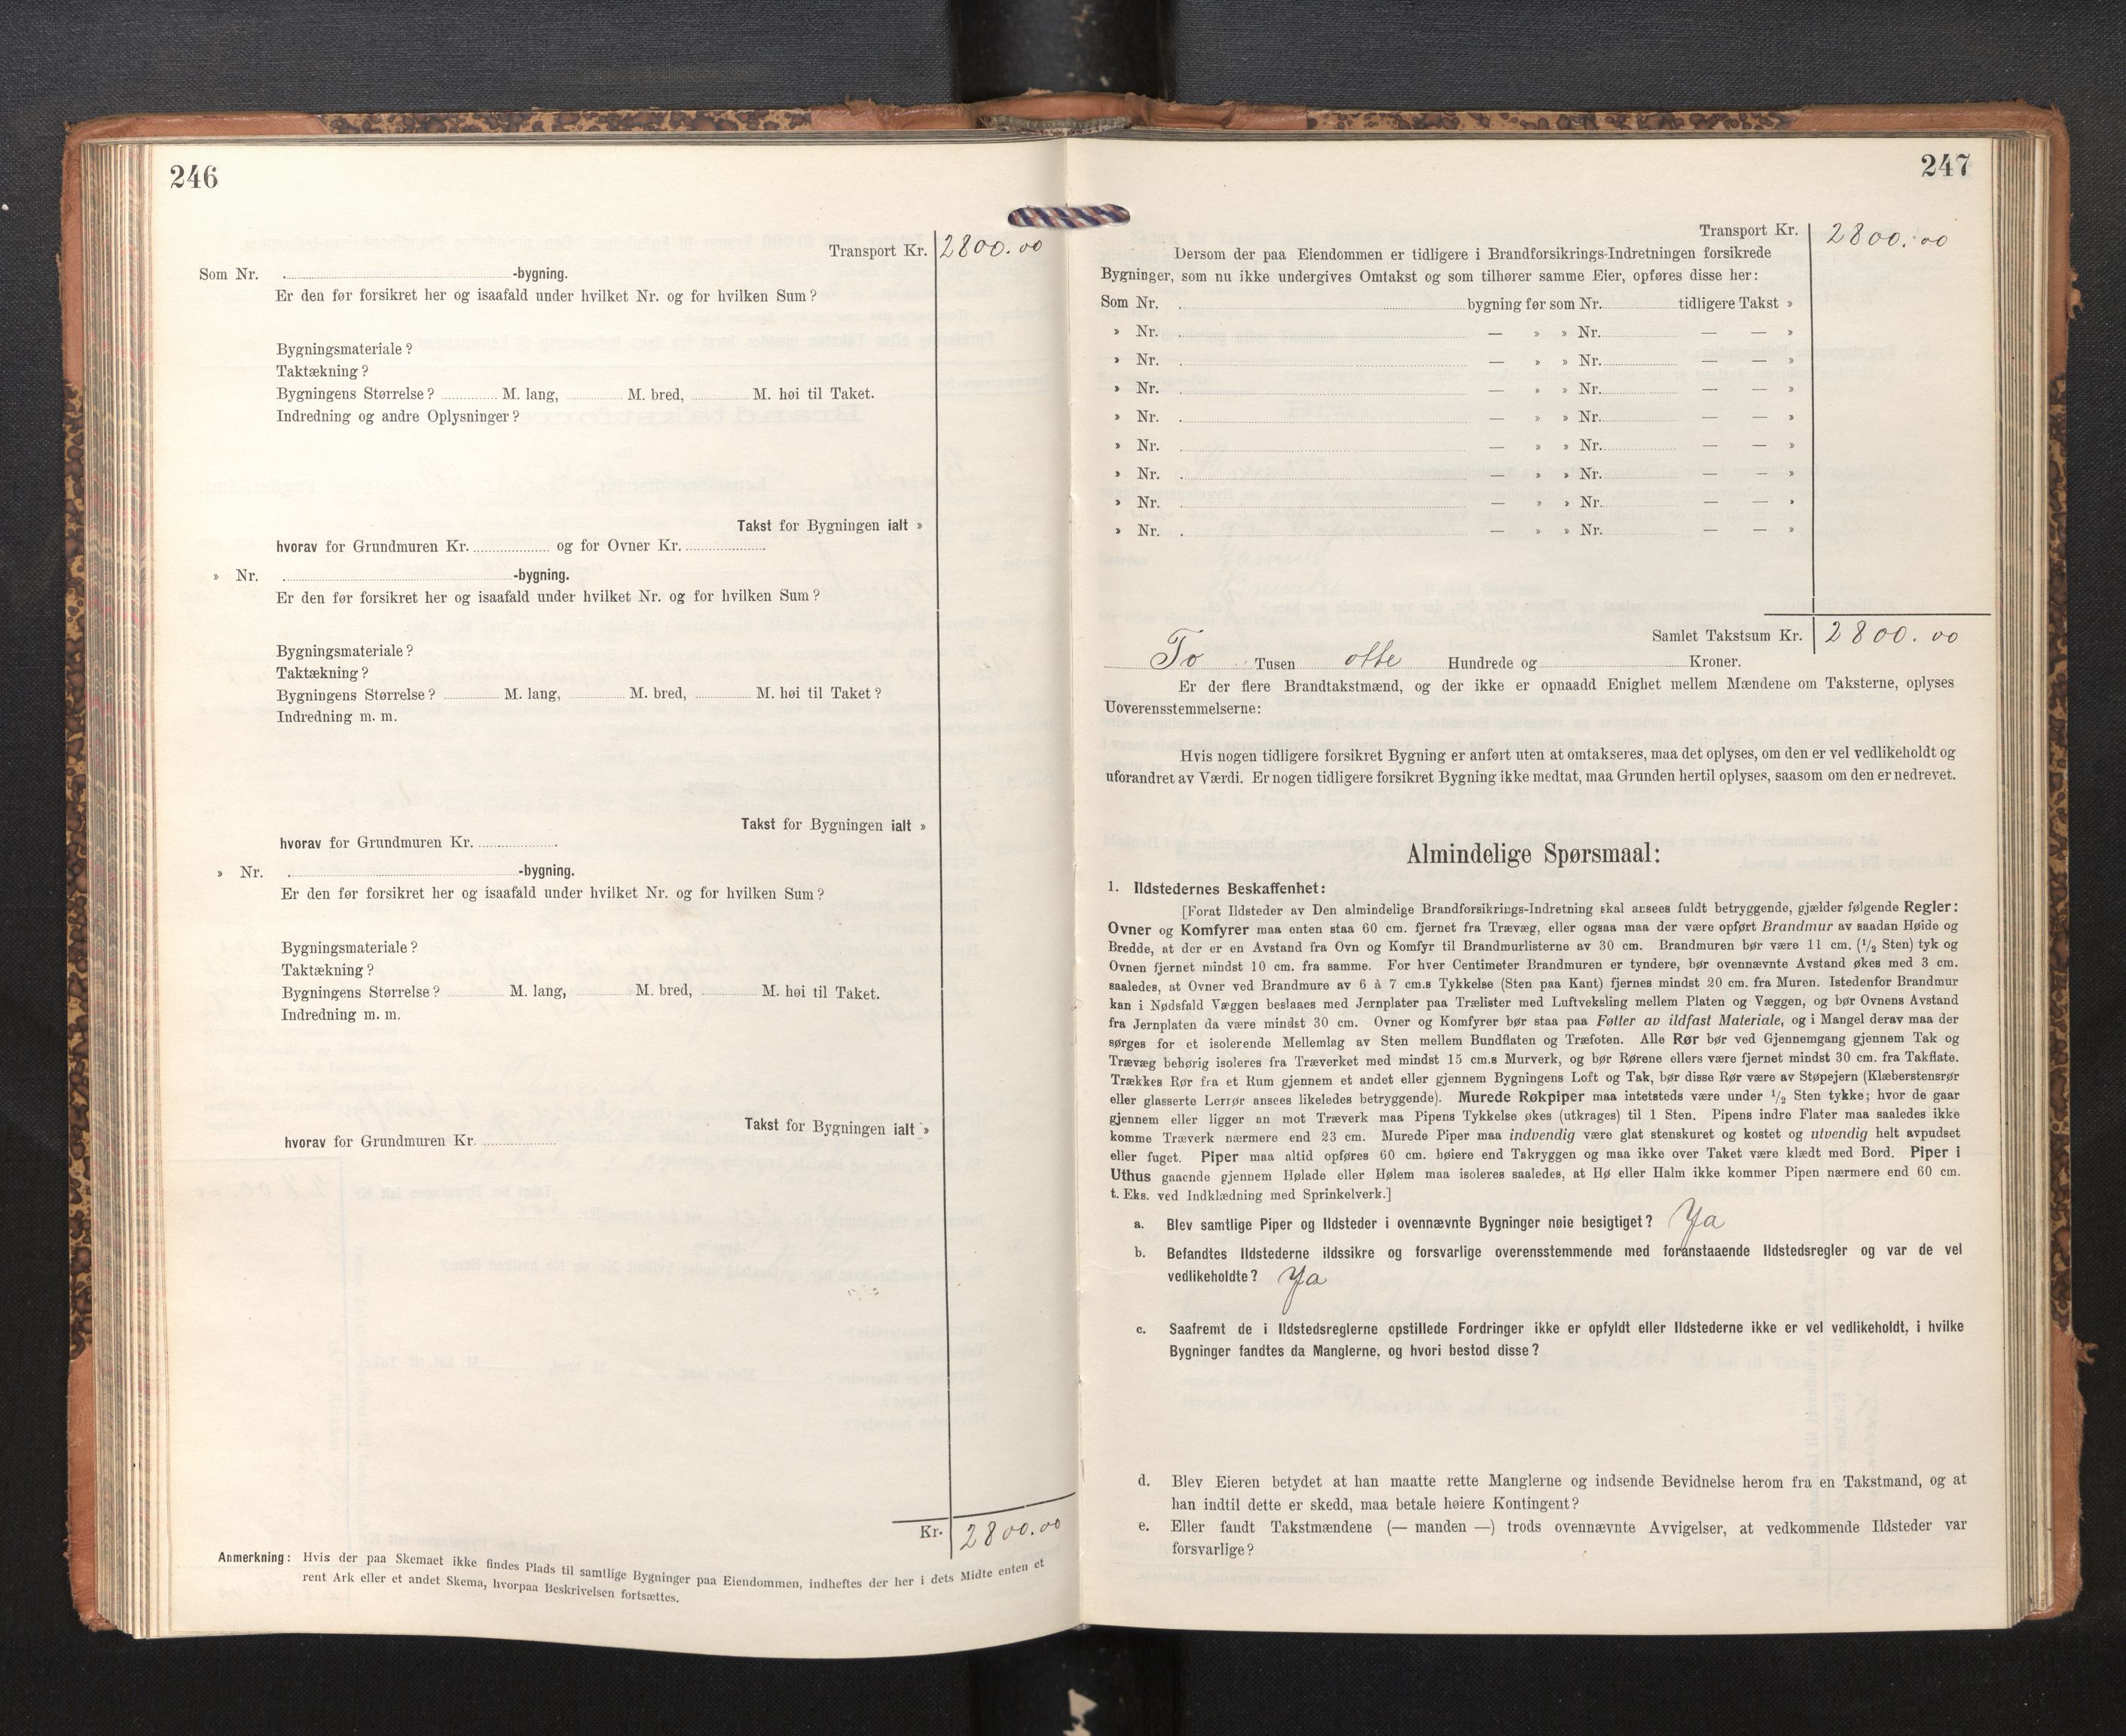 246
Transport Kr. 2800.00
Som Nr. -bygning.
Er den før forsikret her og isaafald under hvilket Nr. og for hvilken Sum?
Bygningsmateriale?
Taktækning?
Bygningens Størrelse? M. lang, M. bred, M. høi til Taket.
Indredning og andre Oplysninger?
Takst for Bygningen ialt »
hvorav for Grundmuren Kr. og for Ovner Kr.
» Nr. -bygning.
Er den før forsikret her og isaafald under hvilket Nr. og for hvilken Sum?
Bygningsmateriale?
Taktækning?
Bygningens Størrelse? M. lang, M. bred, M. høi til Taket?
Indredning m. m.
Takst for Bygningen ialt »
hvorav for Grundmuren Kr.
» Nr. -bygning.
Er den før forsikret her og isaafald under hvilket Nr. og for hvilken Sum?
Bygningsmateriale?
Taktækning?
Bygningens Størrelse? M. lang, M. bred, M. høi til Taket.
Indredning m. m.
Takst for Bygningen ialt »
hvorav for Grundmuren Kr.
Kr. 2800.00
Anmerkning: Hvis der paa Skemaet ikke findes Plads til samtlige Bygninger paa Eiendommen, indheftes der her i dets Midte enten et
rent Ark eller et andet Skema, hvorpaa Beskrivelsen fortsættes.
247
Transport Kr. 2800.00
Dersom der paa Eiendommen er tidligere i Brandforsikrings-Indretningen forsikrede
Bygninger, som nu ikke undergives Omtakst og som tilhører samme Eier, opføres disse her:
Som Nr. bygning før som Nr. tidligere Takst »
» Nr. — » » Nr. — — »
» Nr. — » » Nr. — — »
» Nr. — » » Nr. — — »
» Nr. — » » Nr. — — »
» Nr. — » » Nr. — — »
» Nr. — » » Nr. — — »
» Nr. — » » Nr. — — »
» Nr. — » » Nr. — — »
Samlet Takstsum Kr. 2800.00
To Tusen otte Hundrede og Kroner.
Er der flere Brandtakstmænd, og der ikke er opnaadd Enighet mellem Mændene om Taksterne, oplyses
Uoverensstemmelserne:
Hvis nogen tidligere forsikret Bygning er anført uten at omtakseres, maa det oplyses, om den er vel vedlikeholdt og
uforandret av Værdi. Er nogen tidligere forsikret Bygning ikke medtat, maa Grunden hertil oplyses, saasom om den er nedrevet.
Almindelige Spørsmaal:
1. Ildstedernes Beskaffenhet:
[Forat Ildsteder av Den almindelige Brandforsikrings-Indretning skal ansees fuldt betryggende, gjælder følgende Regler:
Ovner og Komfyrer maa enten staa 60 cm. fjernet fra Trævæg, eller ogsaa maa der være opført Brandmur av saadan Høide og
Bredde, at der er en Avstand fra Ovn og Komfyr til Brandmurlisterne av 30 cm. Brandmuren bør være 11 cm. (1/2 Sten) tyk og
Ovnen fjernet mindst 10 cm. fra samme. For hver Centimeter Brandmuren er tyndere, bør ovennævnte Avstand økes med 3 cm.
saaledes, at Ovner ved Brandmure av 6 à 7 cm.s Tykkelse (Sten paa Kant) fjernes mindst 20 cm. fra Muren. Istedenfor Brandmur
kan i Nødsfald Væggen beslaaes med Jernplater paa Trælister med Luftveksling mellem Platen og Væggen, og bør Ovnens Avstand
fra Jernplaten da være mindst 30 cm. Ovner og Komfyrer bør staa paa Føtter av ildfast Materiale, og i Mangel derav maa der
sørges for et isolerende Mellemlag av Sten mellem Bundflaten og Træfoten. Alle Rør bør ved Gjennemgang gjennem Tak og
Trævæg behørig isoleres fra Træverket med mindst 15 cm.s Murverk, og bør Rørene ellers være fjernet mindst 30 cm. fra Takflate.
Trækkes Rør fra et Rum gjennem et andet eller gjennem Bygningens Loft og Tak, bør disse Rør være av Støpejern (Klæberstensrør
eller glasserte Lerrør ansees likeledes betryggende). Murede Røkpiper maa intetsteds være under 1/2 Sten tykke; hvor de gaar
gjennem eller ligger an mot Træverk maa Pipens Tykkelse økes (utkrages) til 1 Sten. Pipens indre Flater maa saaledes ikke
komme Træverk nærmere end 23 cm. Murede Piper maa indvendig være glat stenskuret og kostet og utvendig helt avpudset
eller fuget. Piper maa altid opføres 60 cm. høiere end Takryggen og maa ikke over Taket være klædt med Bord. Piper i
Uthus gaaende gjennem Hølade eller Hølem maa isoleres saaledes, at Hø eller Halm ikke kommer Pipen nærmere end 60 cm.
t. Eks. ved Indklædning med Sprinkelverk.]
a. Blev samtlige Piper og Ildsteder i ovennævnte Bygninger nøie besigtiget? Ja
b. Befandtes Ildstederne ildssikre og forsvarlige overensstemmende med foranstaaende Ildstedsregler og var de vel
vedlikeholdte? Ja
c. Saafremt de i Ildstedsreglerne opstillede Fordringer ikke er opfyldt eller Ildstederne ikke er vel vedlikeholdt, i hvilke
Bygninger fandtes da Manglerne, og hvori bestod disse?
d. Blev Eieren betydet at han maatte rette Manglerne og indsende Bevidnelse herom fra en Takstmand, og at
han indtil dette er skedd, maa betale høiere Kontingent?
e. Eller fandt Takstmændene (— manden —) trods ovennævnte Avvigelser, at vedkommende Ildsteder var
forsvarlige?